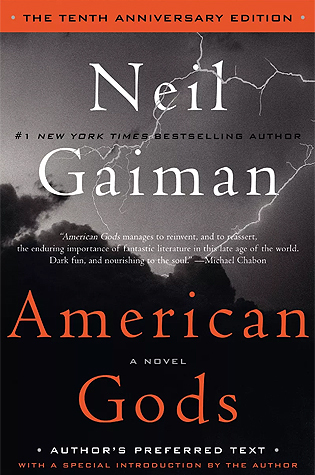 • THE TENTH ANNIVERSARY EDITION •
Neil
#1 NEW YORK TIMES BESTSELLING AUTHOR
Gaiman
“American Gods manages to reinvent, and to reassert,
the enduring importance of fantastic literature in this late age of the world.
Dark fun, and nourishing to the soul.” —Michael Chabon
American
A NOVEL
Gods
• AUTHOR'S PREFERRED TEXT •
WITH A SPECIAL INTRODUCTION BY THE AUTHOR